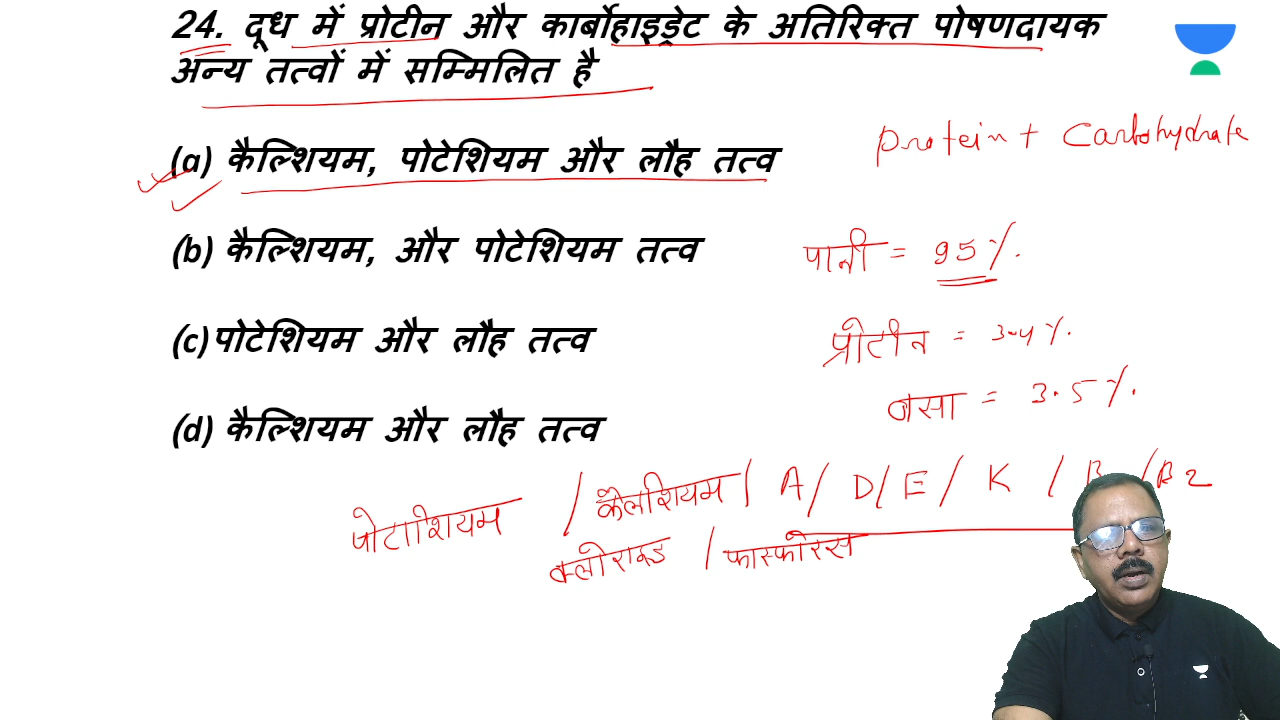 24. दूध में प्रोटीन और कार्बोहाइड्रेट के अतिरिक्त पोषणदायक
अन्य तत्वों में सम्मिलित है
(a) कैल्शियम, पोटेशियम और लौह तत्व
(b) कैल्शियम, और पोटेशियम तत्व
(c) पोटेशियम और लौह तत्व
(d) कैल्शियम और लौह तत्व
Protein + Carbohydrate
पानी = 95 %.
प्रोटीन = 3.4 %.
वसा = 3.5 %.
पोटाशियम / कैलशियम / A / D / E / K / B / B2
क्लोराइड / फास्फोरस